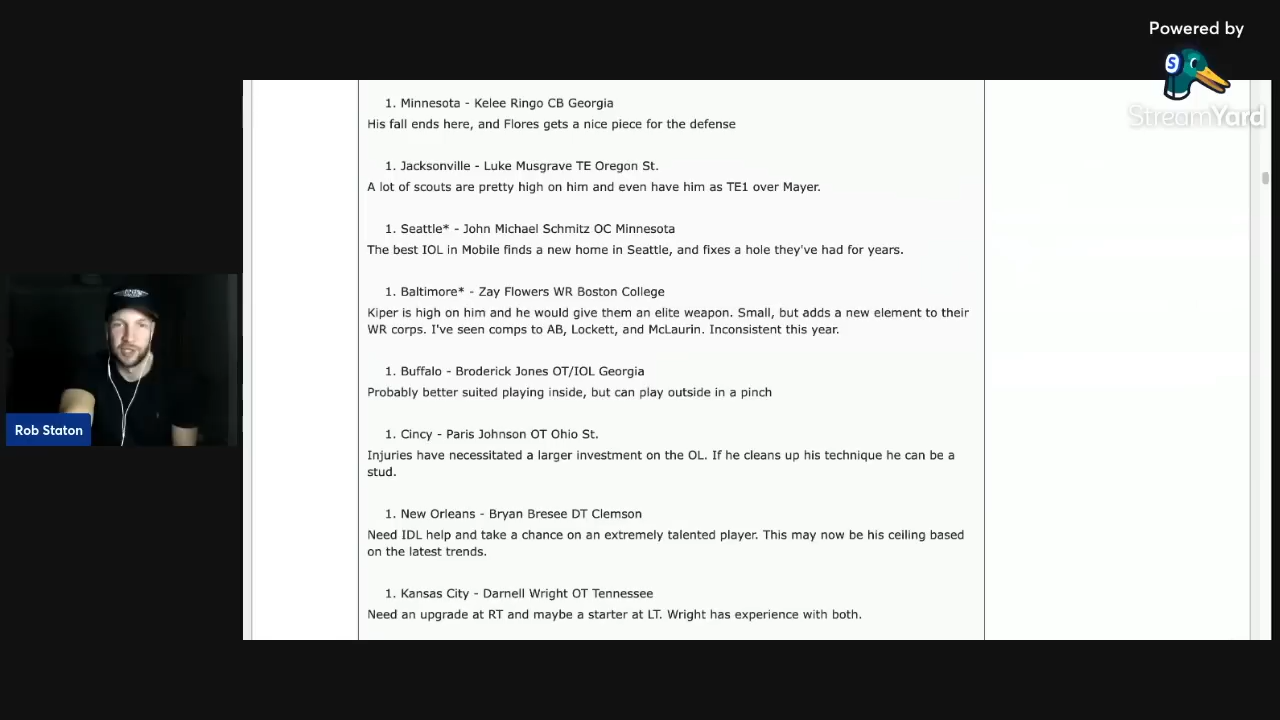 Powered by
S
StreamYard
1. Minnesota - Kelee Ringo CB Georgia
His fall ends here, and Flores gets a nice piece for the defense
1. Jacksonville - Luke Musgrave TE Oregon St.
A lot of scouts are pretty high on him and even have him as TE1 over Mayer.
1. Seattle* - John Michael Schmitz OC Minnesota
The best IOL in Mobile finds a new home in Seattle, and fixes a hole they've had for years.
1. Baltimore* - Zay Flowers WR Boston College
Kiper is high on him and he would give them an elite weapon. Small, but adds a new element to their
WR corps. I've seen comps to AB, Lockett, and McLaurin. Inconsistent this year.
1. Buffalo - Broderick Jones OT/IOL Georgia
Probably better suited playing inside, but can play outside in a pinch
1. Cincy - Paris Johnson OT Ohio St.
Injuries have necessitated a larger investment on the OL. If he cleans up his technique he can be a
stud.
1. New Orleans - Bryan Bresee DT Clemson
Need IDL help and take a chance on an extremely talented player. This may now be his ceiling based
on the latest trends.
1. Kansas City - Darnell Wright OT Tennessee
Need an upgrade at RT and maybe a starter at LT. Wright has experience with both.
Rob Staton